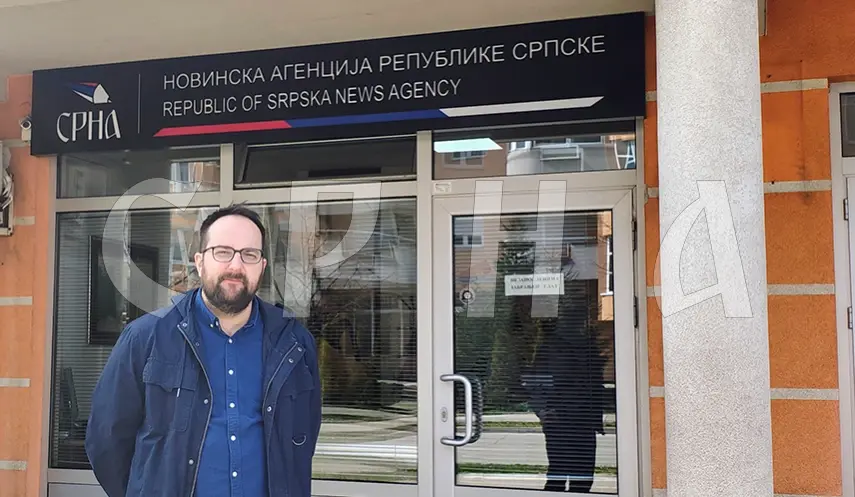 СРНА
НОВИНСКА АГЕНЦИЈА РЕПУБЛИКЕ СРПСКЕ
REPUBLIC OF SRPSKA NEWS AGENCY
СРНА